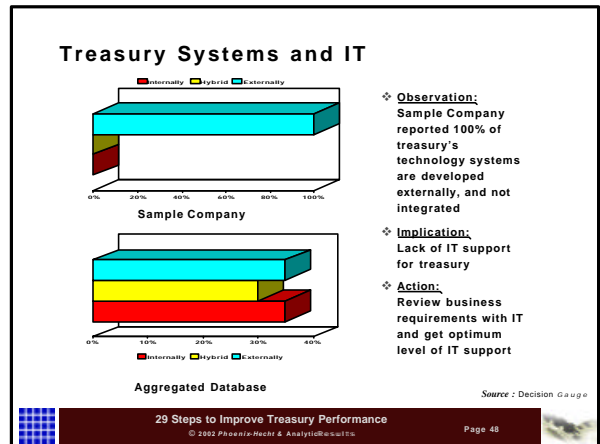 Treasury Systems and IT
Internally Hybrid Externally
0% 20% 40% 60% 80% 100%
Sample Company
0% 10% 20% 30% 40%
Internally Hybrid Externally
Aggregated Database
Observation:
Sample Company
reported 100% of
treasury's
technology systems
are developed
externally, and not
integrated
Implication:
Lack of IT support
for treasury
Action:
Review business
requirements with IT
and get optimum
level of IT support
Source : Decision Gauge
29 Steps to Improve Treasury Performance
© 2002 Phoenix-Hecht & AnalyticResults
Page 48